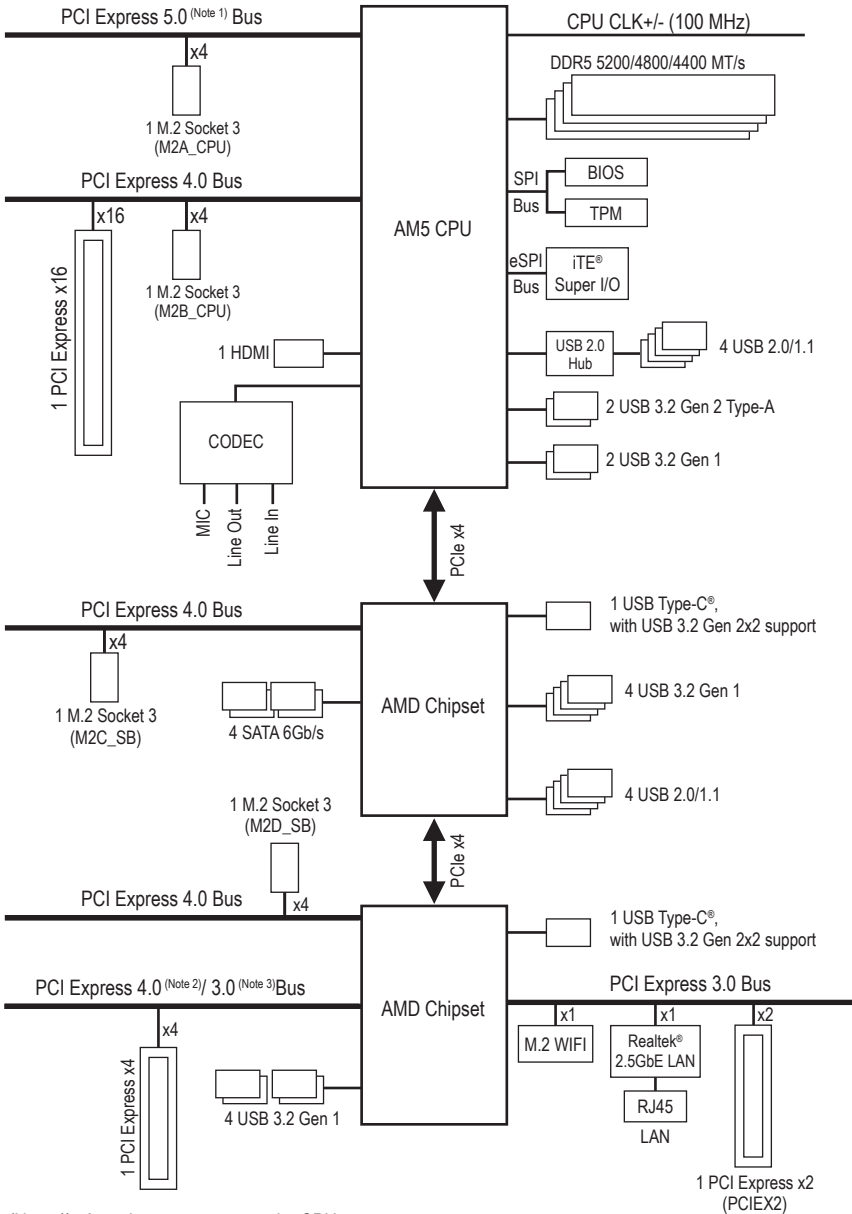 PCI Express 5.0 (Note 1) Bus
CPU CLK+/- (100 MHz)
x4
DDR5 5200/4800/4400 MT/s
1 M.2 Socket 3
(M2A_CPU)
PCI Express 4.0 Bus
SPI
Bus
BIOS
TPM
x16
x4
AM5 CPU
1 PCI Express x16
1 M.2 Socket 3
(M2B_CPU)
eSPI
Bus
iTE®
Super I/O
1 HDMI
USB 2.0
Hub
4 USB 2.0/1.1
CODEC
2 USB 3.2 Gen 2 Type-A
2 USB 3.2 Gen 1
MIC
Line Out
Line In
PCIe x4
PCI Express 4.0 Bus
1 USB Type-C®,
with USB 3.2 Gen 2x2 support
x4
1 M.2 Socket 3
(M2C_SB)
4 SATA 6Gb/s
AMD Chipset
4 USB 3.2 Gen 1
4 USB 2.0/1.1
1 M.2 Socket 3
(M2D_SB)
PCIe x4
PCI Express 4.0 Bus
x4
1 USB Type-C®,
with USB 3.2 Gen 2x2 support
PCI Express 4.0 (Note 2)/ 3.0 (Note 3)Bus
AMD Chipset
PCI Express 3.0 Bus
x4
x1
x1
x2
1 PCI Express x4
4 USB 3.2 Gen 1
M.2 WIFI
Realtek®
2.5GbE LAN
RJ45
LAN
1 PCI Express x2
(PCIEX2)